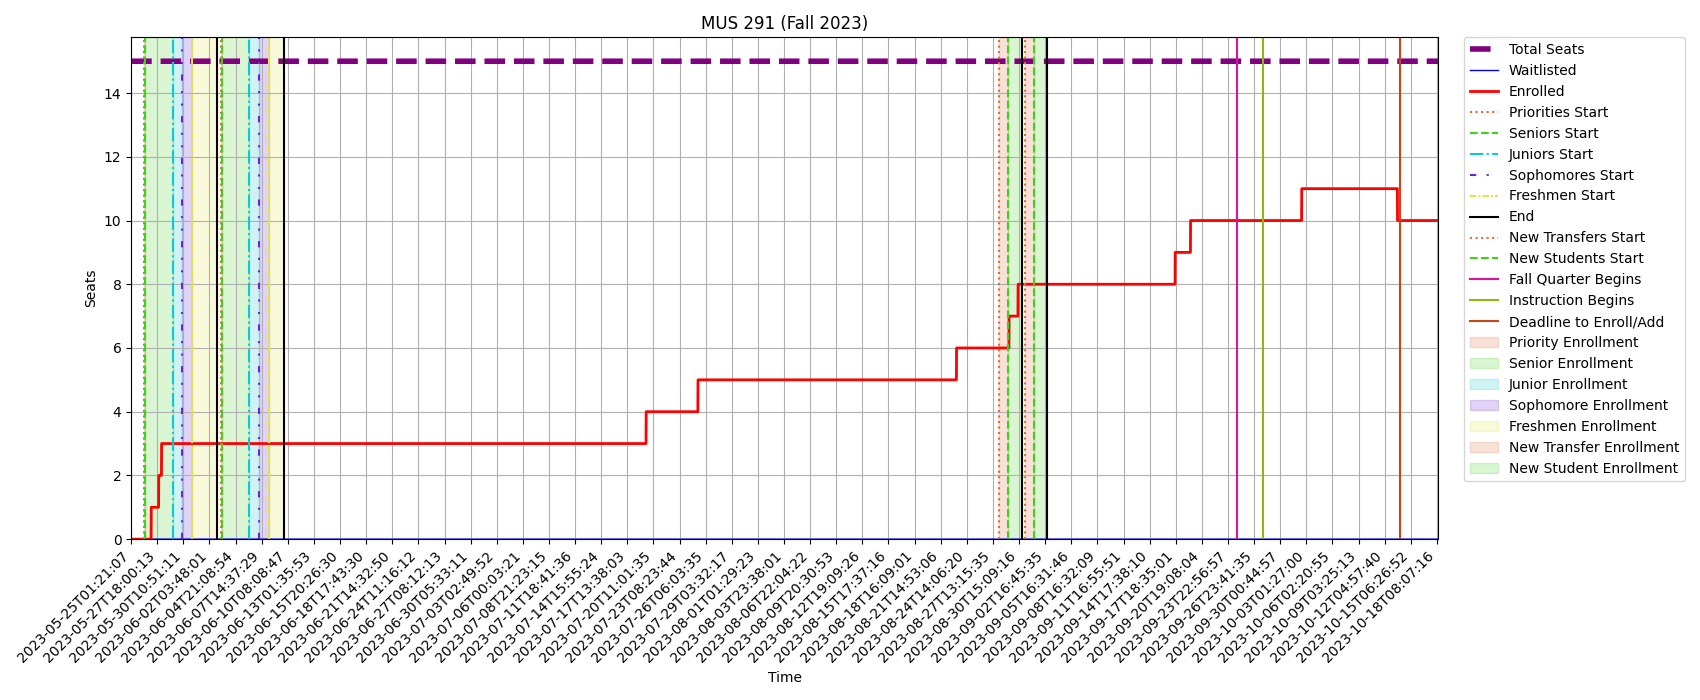 MUS 291 (Fall 2023)
Seats
14
12
10
8
6
4
2
0
2023-05-25T01:21:07
2023-05-27T18:00:13
2023-05-30T10:51:11
2023-06-02T03:48:01
2023-06-04T21:08:54
2023-06-07T14:37:29
2023-06-10T08:08:47
2023-06-13T01:35:53
2023-06-15T20:26:30
2023-06-18T17:43:30
2023-06-21T14:32:50
2023-06-24T11:16:12
2023-06-27T08:12:13
2023-06-30T05:33:11
2023-07-03T02:49:52
2023-07-06T00:03:21
2023-07-08T21:23:15
2023-07-11T18:41:36
2023-07-14T15:55:24
2023-07-17T13:38:03
2023-07-20T11:01:35
2023-07-23T08:23:44
2023-07-26T06:03:35
2023-07-29T03:32:17
2023-08-01T01:29:23
2023-08-03T23:38:01
2023-08-06T22:04:22
2023-08-09T20:30:53
2023-08-12T19:09:26
2023-08-15T17:37:16
2023-08-18T16:09:01
2023-08-21T14:53:06
2023-08-24T14:06:20
2023-08-27T13:15:35
2023-08-30T15:09:16
2023-09-02T16:45:35
2023-09-05T16:31:46
2023-09-08T16:32:09
2023-09-11T16:55:51
2023-09-14T17:38:10
2023-09-17T18:35:01
2023-09-20T19:08:04
2023-09-23T22:56:57
2023-09-26T23:41:35
2023-09-30T00:44:57
2023-10-03T01:27:00
2023-10-06T02:20:55
2023-10-09T03:25:13
2023-10-12T04:57:40
2023-10-15T06:26:52
2023-10-18T08:07:16
Time
Total Seats
Waitlisted
Enrolled
Priorities Start
Seniors Start
Juniors Start
Sophomores Start
Freshmen Start
End
New Transfers Start
New Students Start
Fall Quarter Begins
Instruction Begins
Deadline to Enroll/Add
Priority Enrollment
Senior Enrollment
Junior Enrollment
Sophomore Enrollment
Freshmen Enrollment
New Transfer Enrollment
New Student Enrollment